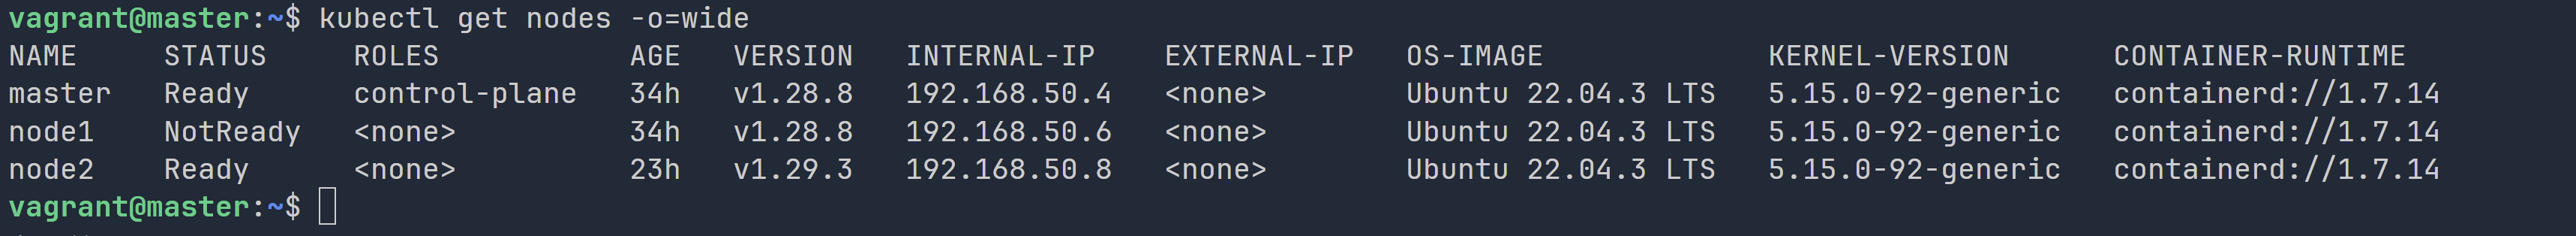 vagrant@master:~$ kubectl get nodes -o=wide
NAME     STATUS     ROLES           AGE   VERSION   INTERNAL-IP    EXTERNAL-IP   OS-IMAGE             KERNEL-VERSION      CONTAINER-RUNTIME
master   Ready      control-plane   34h   v1.28.8   192.168.50.4   <none>        Ubuntu 22.04.3 LTS   5.15.0-92-generic   containerd://1.7.14
node1    NotReady   <none>          34h   v1.28.8   192.168.50.6   <none>        Ubuntu 22.04.3 LTS   5.15.0-92-generic   containerd://1.7.14
node2    Ready      <none>          23h   v1.29.3   192.168.50.8   <none>        Ubuntu 22.04.3 LTS   5.15.0-92-generic   containerd://1.7.14
vagrant@master:~$